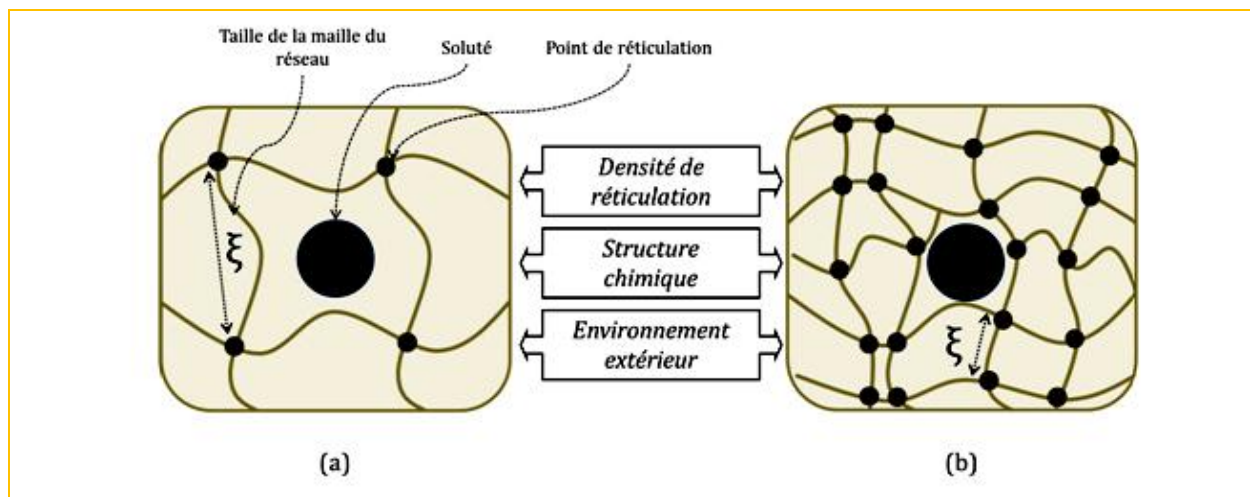 Taille de la maille du
réseau
Soluté
Point de réticulation
Densité de
réticulation
Structure
chimique
Environnement
extérieur
ξ
ξ
(a)
(b)